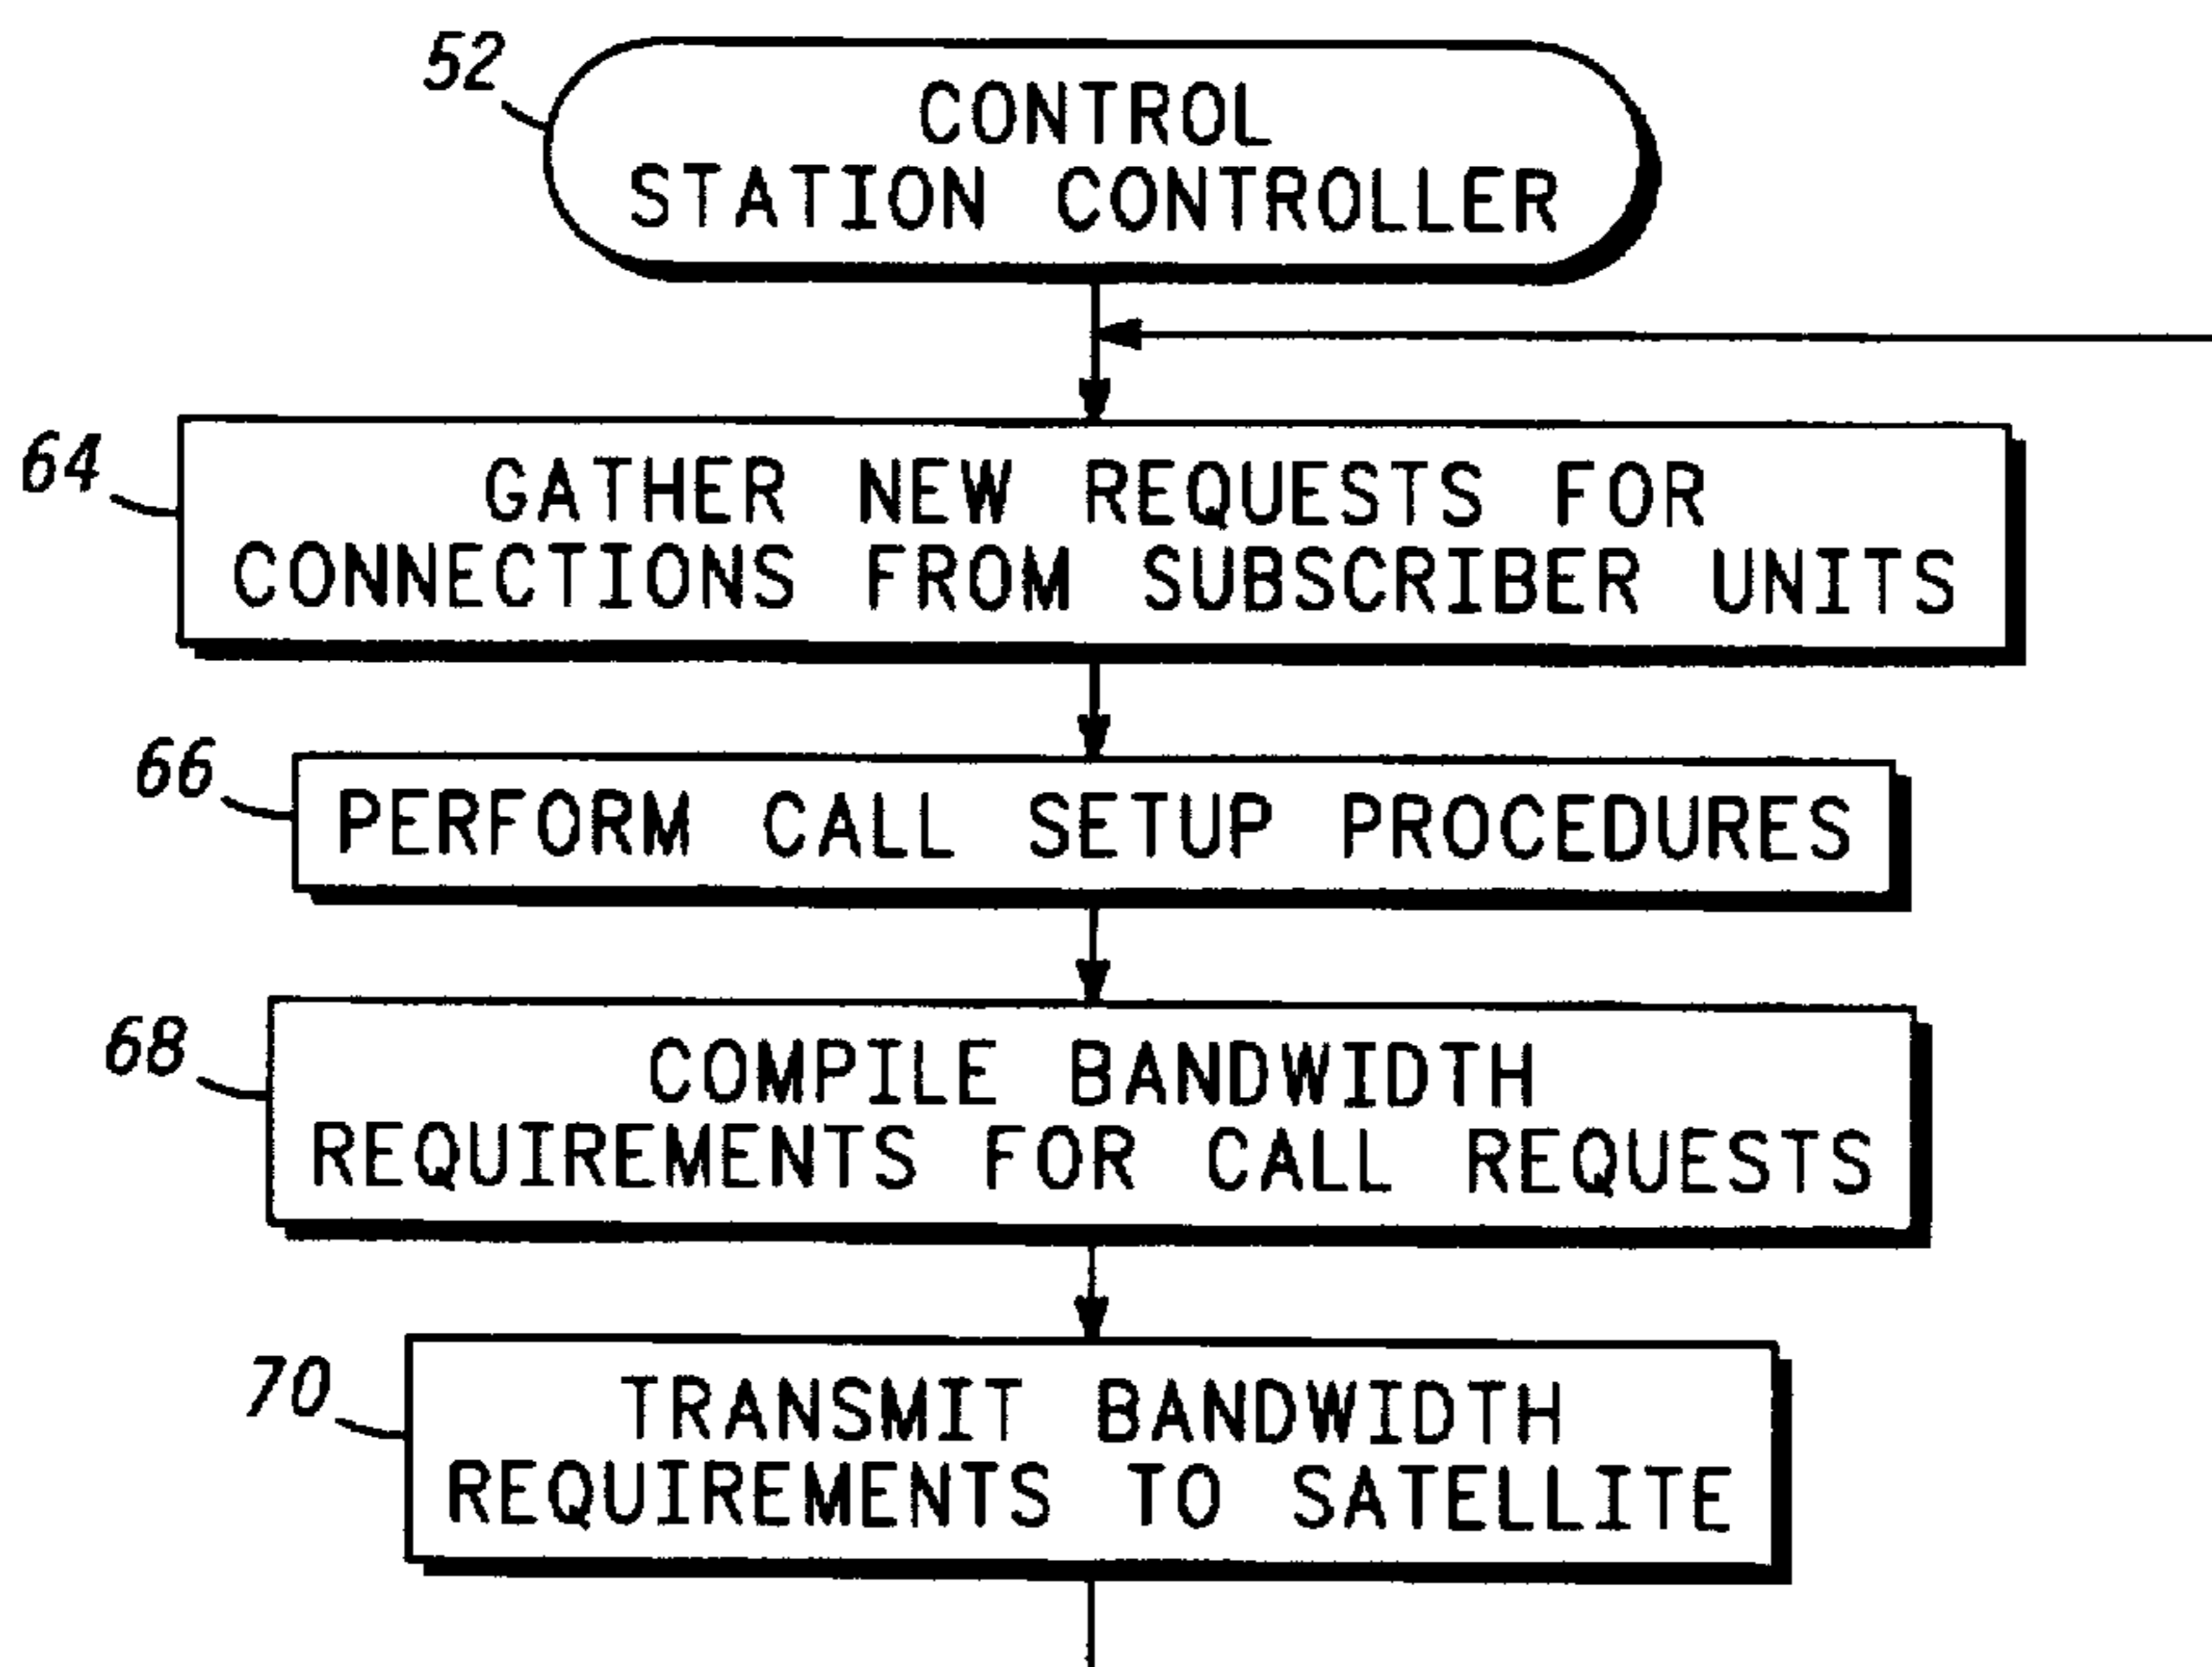 52
CONTROL
STATION CONTROLLER
64
GATHER NEW REQUESTS FOR
CONNECTIONS FROM SUBSCRIBER UNITS
66
PERFORM CALL SETUP PROCEDURES
68
COMPILE BANDWIDTH
REQUIREMENTS FOR CALL REQUESTS
70
TRANSMIT BANDWIDTH
REQUIREMENTS TO SATELLITE